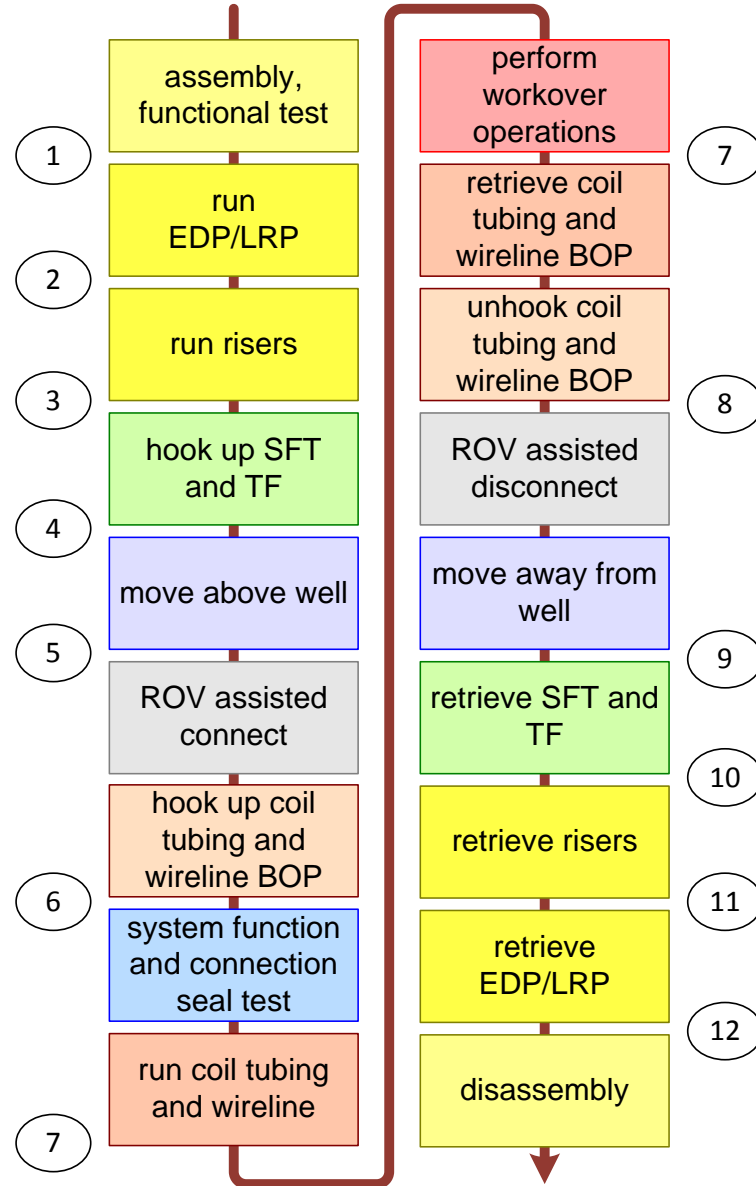 assembly,
functional test
1
run
EDP/LRP
2
run risers
3
hook up SFT
and TF
4
move above well
5
ROV assisted
connect
hook up coil
tubing and
wireline BOP
6
system function
and connection
seal test
run coil tubing
and wireline
7
perform
workover
operations
7
retrieve coil
tubing and
wireline BOP
unhook coil
tubing and
wireline BOP
8
ROV assisted
disconnect
move away from
well
9
retrieve SFT and
TF
10
retrieve risers
11
retrieve
EDP/LRP
12
disassembly